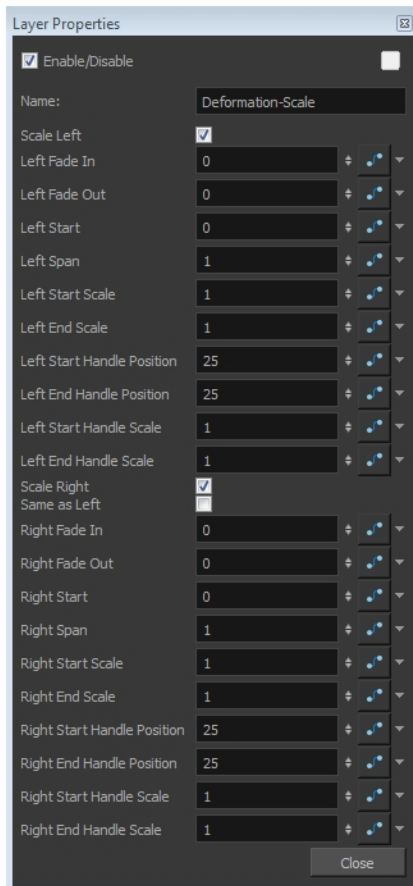 Layer Properties
Enable/Disable
Name: Deformation-Scale
Scale Left
Left Fade In 0
Left Fade Out 0
Left Start 0
Left Span 1
Left Start Scale 1
Left End Scale 1
Left Start Handle Position 25
Left End Handle Position 25
Left Start Handle Scale 1
Left End Handle Scale 1
Scale Right
Same as Left
Right Fade In 0
Right Fade Out 0
Right Start 0
Right Span 1
Right Start Scale 1
Right End Scale 1
Right Start Handle Position 25
Right End Handle Position 25
Right Start Handle Scale 1
Right End Handle Scale 1
Close